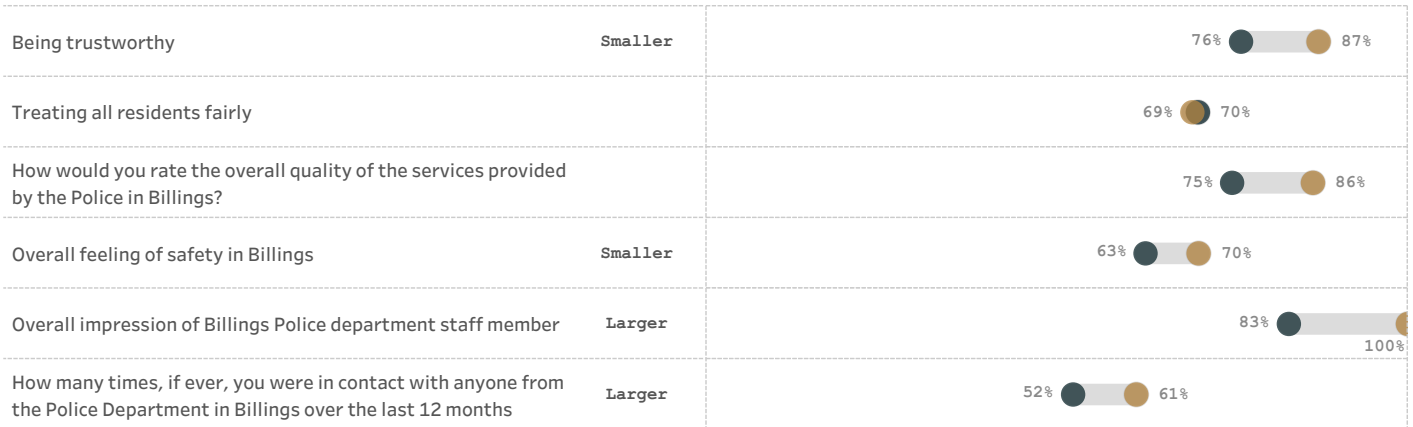 Being trustworthy Smaller 76% 87%
Treating all residents fairly 69% 70%
How would you rate the overall quality of the services provided
by the Police in Billings? 75% 86%
Overall feeling of safety in Billings Smaller 63% 70%
Overall impression of Billings Police department staff member Larger 83%
100%
How many times, if ever, you were in contact with anyone from
the Police Department in Billings over the last 12 months Larger 52% 61%